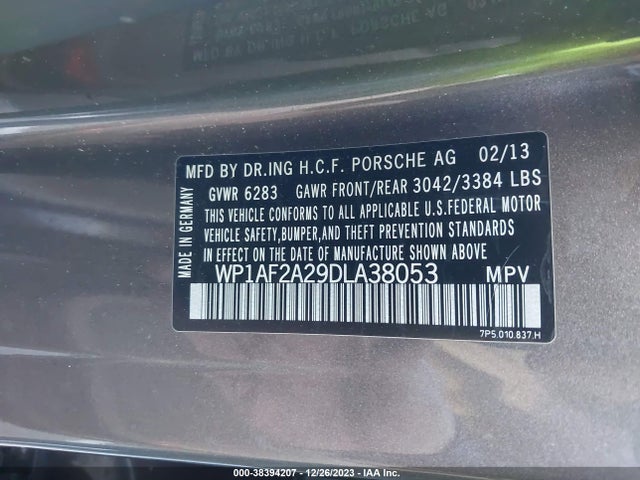 MFD BY DR.ING H.C.F. PORSCHE AG 02/13
GVWR 6283 GAWR FRONT/REAR 3042/3384 LBS
THIS VEHICLE CONFORMS TO ALL APPLICABLE U.S.FEDERAL MOTOR
VEHICLE SAFETY,BUMPER,AND THEFT PREVENTION STANDARDS
IN EFFECT ON THE DATE OF MANUFACTURE SHOWN ABOVE
WP1AF2A29DLA38053 MPV
7P5.010.837.H
MADE IN GERMANY
000-38394207 - 12/26/2023 - IAA Inc.